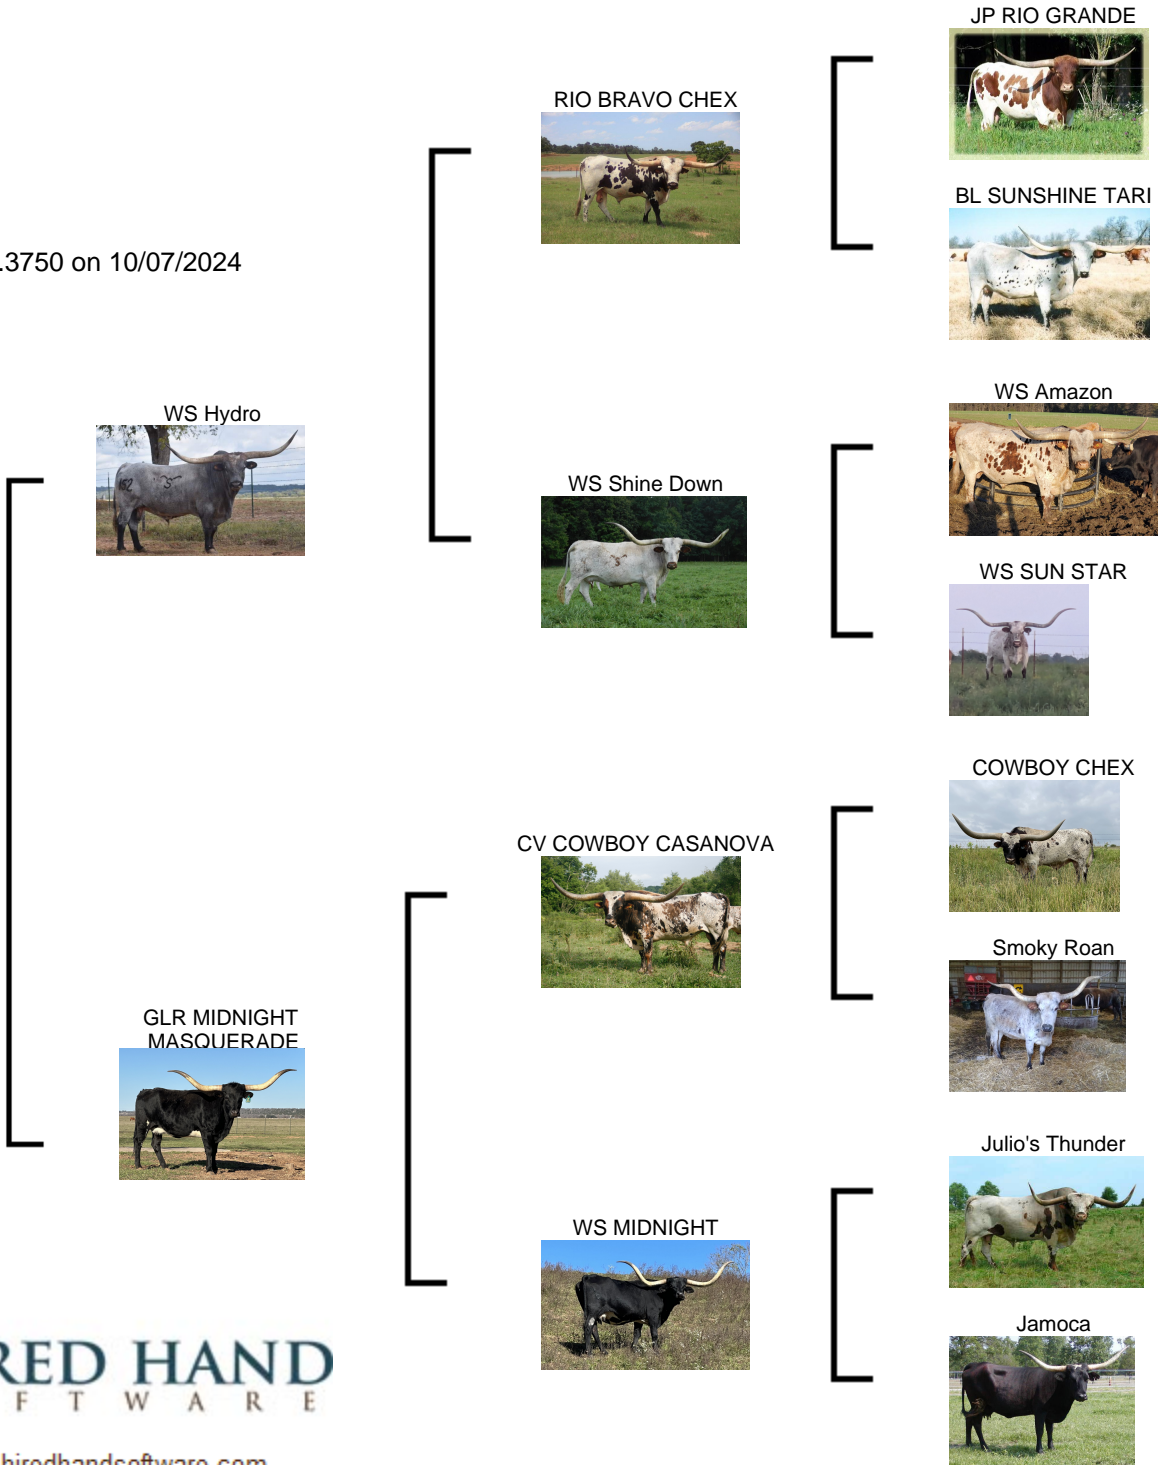 JP RIO GRANDE
RIO BRAVO CHEX
BL SUNSHINE TARI
.3750 on 10/07/2024
WS Amazon
WS Hydro
WS Shine Down
WS SUN STAR
COWBOY CHEX
CV COWBOY CASANOVA
Smoky Roan
GLR MIDNIGHT
MASQUERADE
Julio's Thunder
WS MIDNIGHT
Jamoca
RED HAND
F T W A R E
hiredhandsoftware.com